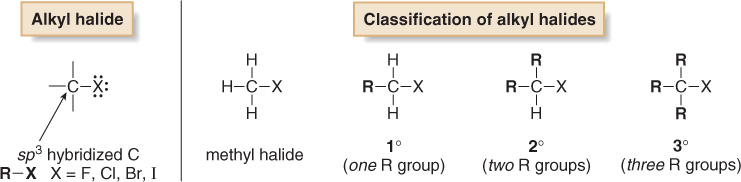 Alkyl halide
Classification of alkyl halides
C–X:
sp³ hybridized C
R–X X = F, Cl, Br, I
H
H–C–X
H
methyl halide
H
R–C–X
H
1°
(one R group)
R
R–C–X
H
2°
(two R groups)
R
R–C–X
R
3°
(three R groups)